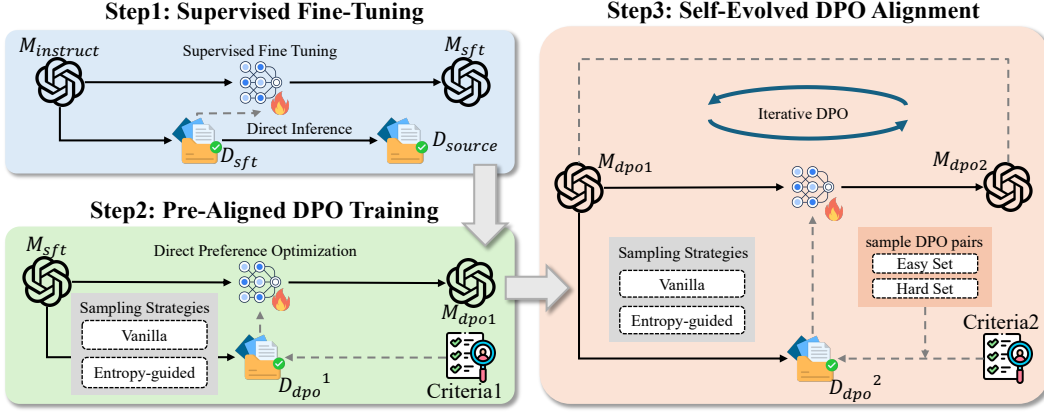 Step1: Supervised Fine-Tuning
M_instruct
Supervised Fine Tuning
M_sft
Direct Inference
D_sft
D_source
Step2: Pre-Aligned DPO Training
M_sft
Direct Preference Optimization
Sampling Strategies
Vanilla
Entropy-guided
M_dpo1
D_dpo^1
Criteria1
Step3: Self-Evolved DPO Alignment
Iterative DPO
M_dpo1
M_dpo2
Sampling Strategies
Vanilla
Entropy-guided
sample DPO pairs
Easy Set
Hard Set
Criteria2
D_dpo^2